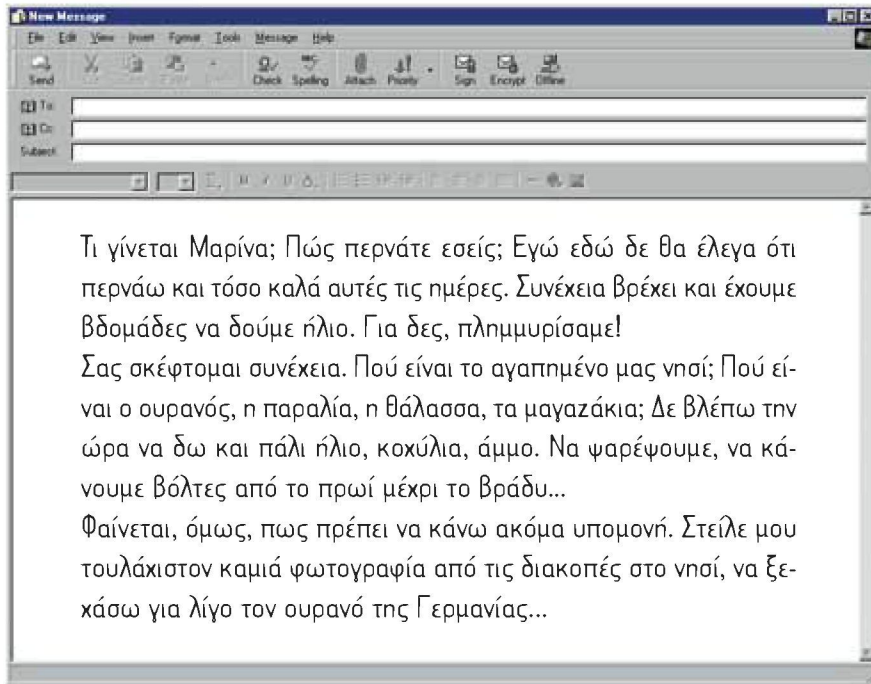 New Message
File Edit View Insert Format Tools Message Help
Send Check Spelling Attach Priority Sign Encrypt Offline
To:
Cc:
Subject:
Τι γίνεται Μαρίνα; Πώς περνάτε εσείς; Εγώ εδώ δε θα έλεγα ότι
περνάω και τόσο καλά αυτές τις ημέρες. Συνέχεια βρέχει και έχουμε
βδομάδες να δούμε ήλιο. Για δες, πλημμυρίσαμε!
Σας σκέφτομαι συνέχεια. Πού είναι το αγαπημένο μας νησί; Πού εί-
ναι ο ουρανός, η παραλία, η θάλασσα, τα μαγαζάκια; Δε βλέπω την
ώρα να δω και πάλι ήλιο, κοχύλια, άμμο. Να ψαρέψουμε, να κά-
νουμε βόλτες από το πρωί μέχρι το βράδυ...
Φαίνεται, όμως, πως πρέπει να κάνω ακόμα υπομονή. Στείλε μου
τουλάχιστον καμιά φωτογραφία από τις διακοπές στο νησί, να ξε-
χάσω για λίγο τον ουρανό της Γερμανίας...